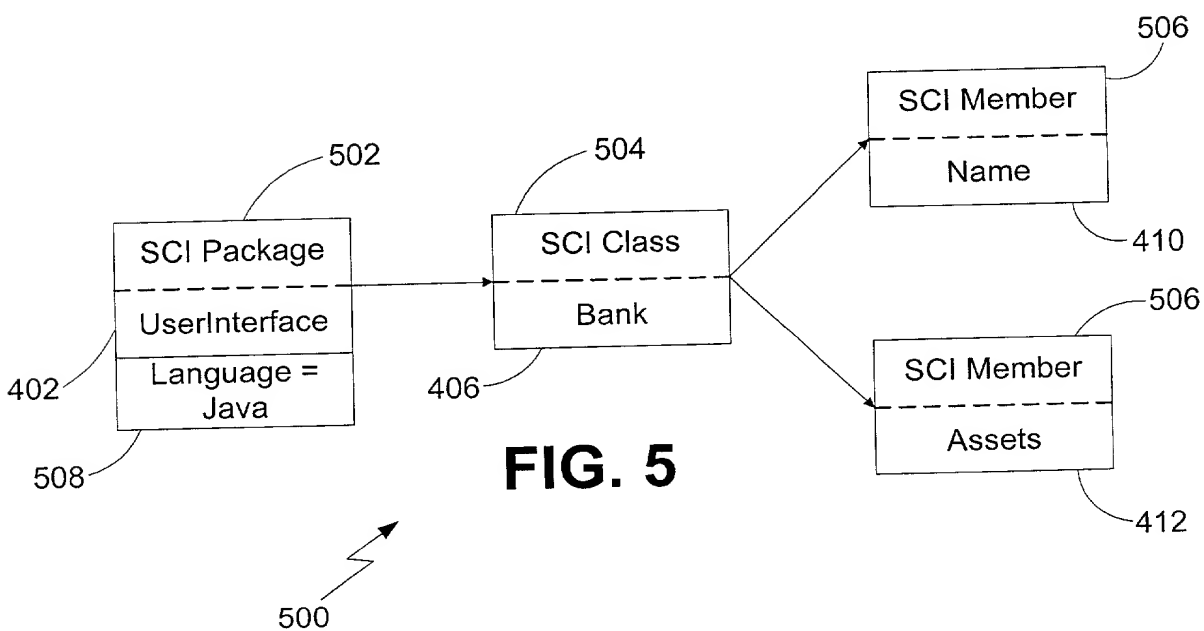 506
SCI Member
Name
410
502
SCI Package
UserInterface
Language =
Java
402
508
504
SCI Class
Bank
406
506
SCI Member
Assets
412
FIG. 5
500